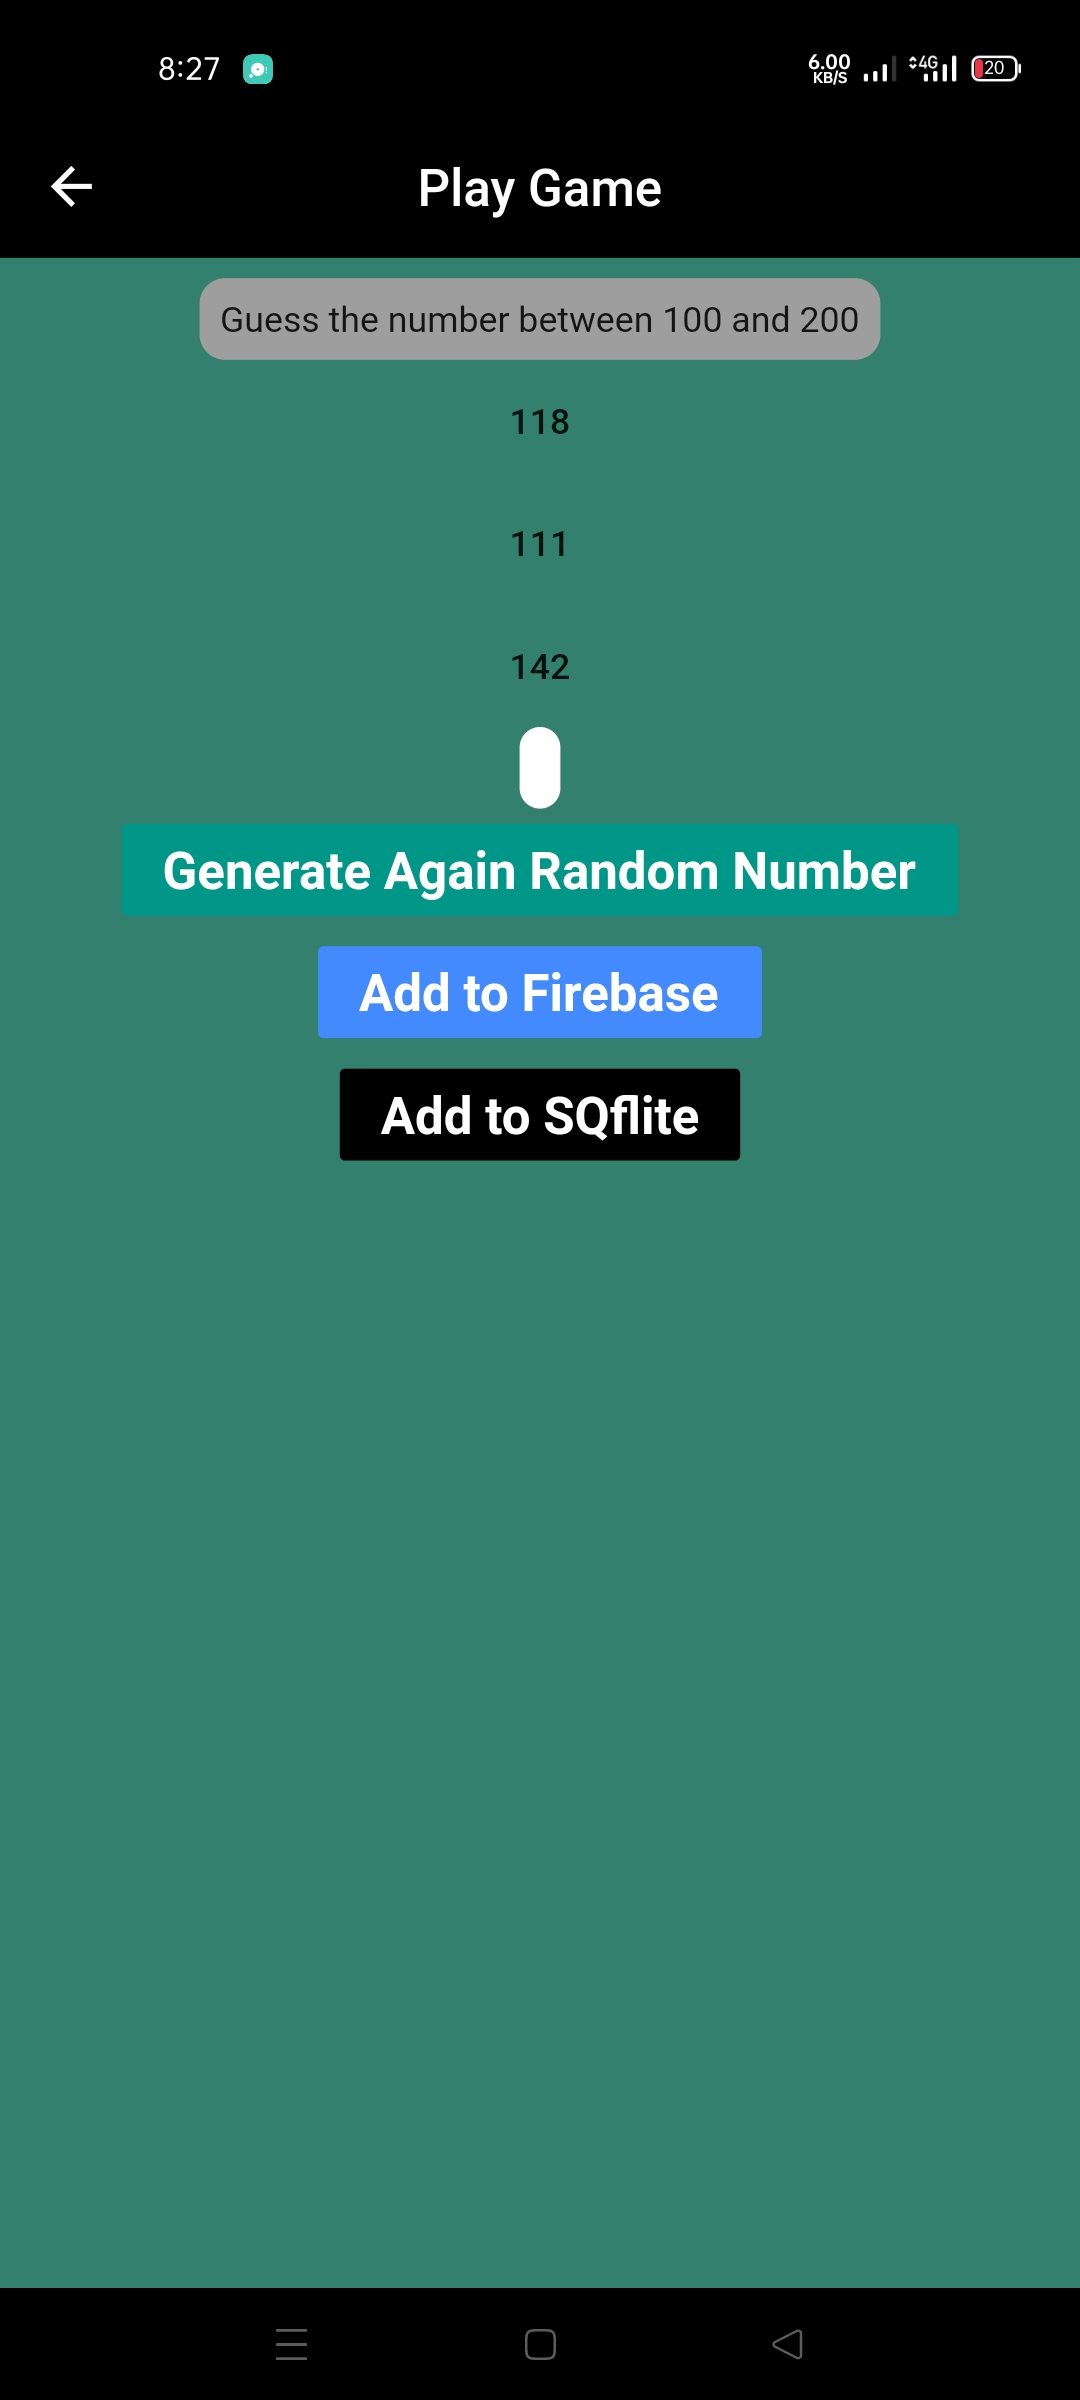 8:27
6.00
KB/S
4G
20
Play Game
Guess the number between 100 and 200
118
111
142
Generate Again Random Number
Add to Firebase
Add to SQflite